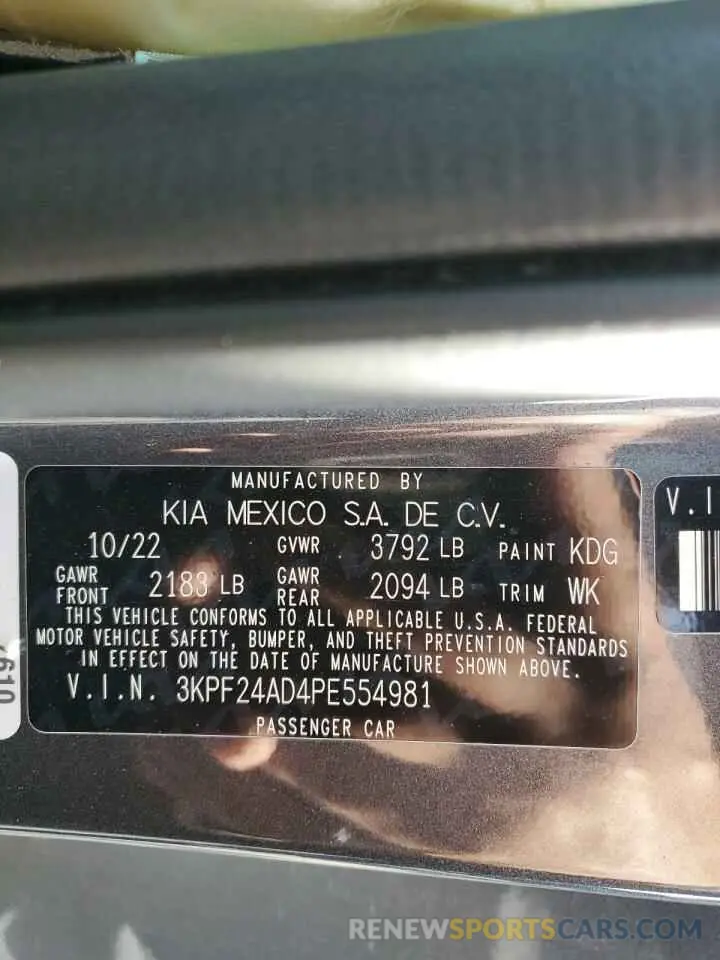 MANUFACTURED BY
KIA MEXICO S.A. DE C.V.
10/22 GVWR 3792 LB PAINT KDG
GAWR FRONT 2183 LB GAWR REAR 2094 LB TRIM WK
THIS VEHICLE CONFORMS TO ALL APPLICABLE U.S.A. FEDERAL
MOTOR VEHICLE SAFETY, BUMPER, AND THEFT PREVENTION STANDARDS
IN EFFECT ON THE DATE OF MANUFACTURE SHOWN ABOVE.
V.I.N. 3KPF24AD4PE554981
PASSENGER CAR
V.I
RENEWSPORTSCARS.COM